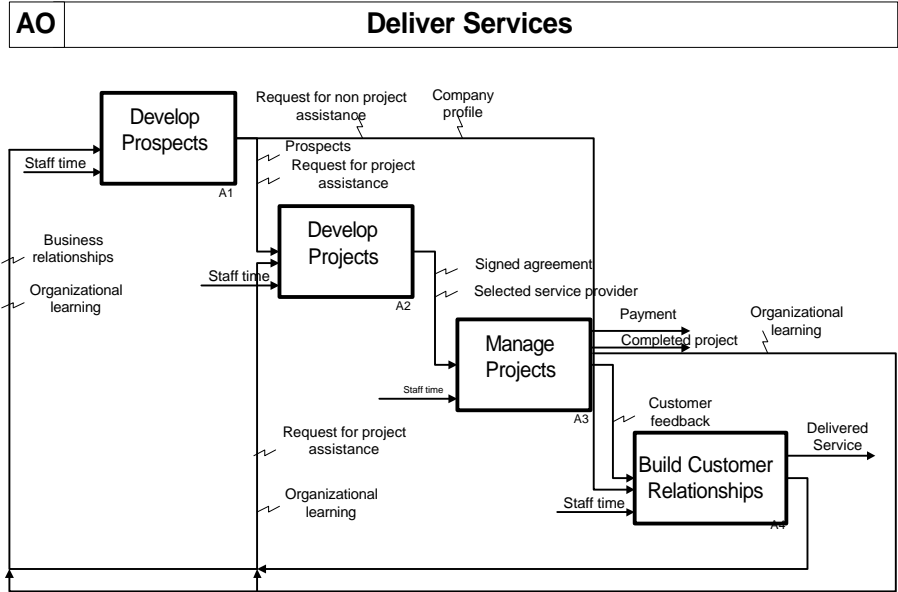 AO
Deliver Services
Request for non project
assistance
Company
profile
Develop
Prospects
A1
Staff time
Prospects
Request for project
assistance
Develop
Projects
A2
Staff time
Business
relationships
Organizational
learning
Signed agreement
Selected service provider
Manage
Projects
A3
Staff time
Payment
Completed project
Organizational
learning
Customer
feedback
Delivered
Service
Request for project
assistance
Organizational
learning
Build Customer
Relationships
A4
Staff time